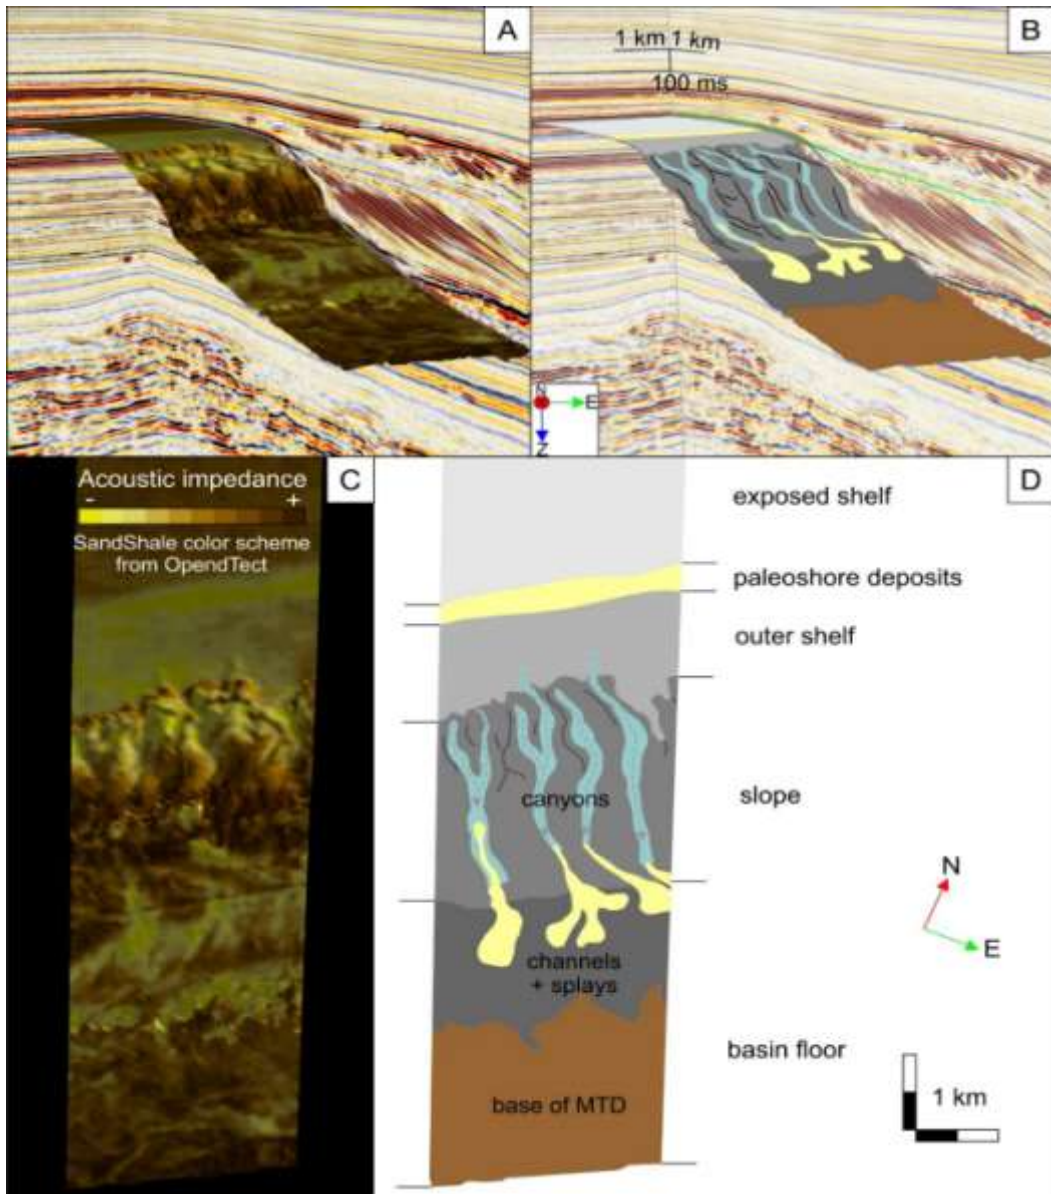 A
B
1 km 1 km
100 ms
E
Z
Acoustic impedance
- +
SandShale color scheme
from OpendTect
C
D
exposed shelf
paleoshore deposits
outer shelf
canyons
slope
N
E
channels
+ splays
basin floor
1 km
base of MTD